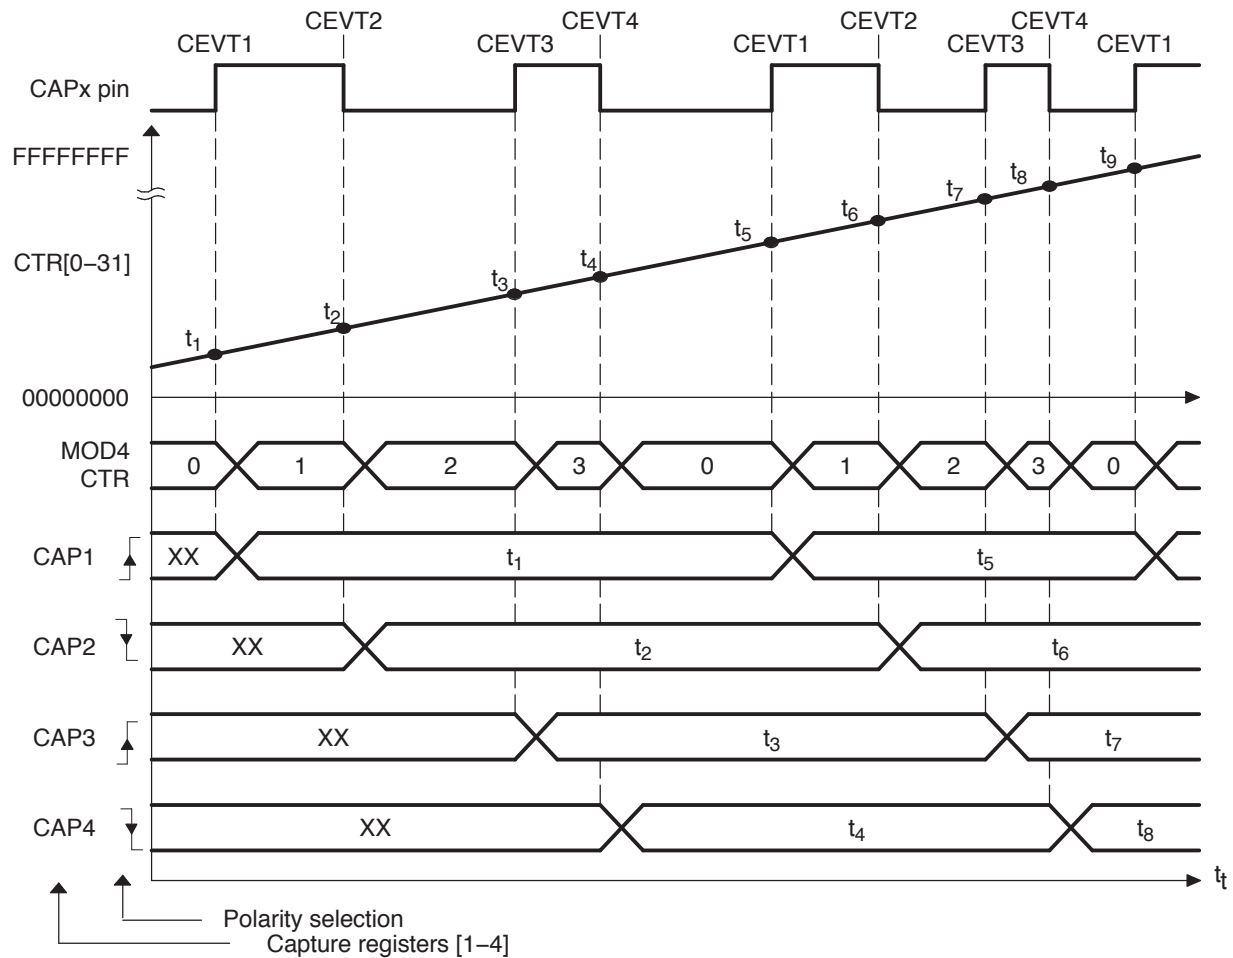 CEVT2 CEVT4 CEVT2 CEVT4
CEVT1 CEVT3 CEVT1 CEVT3 CEVT1
CAPx pin
FFFFFFFF
t9
t8
t7
t6
t5
CTR[0−31]
t4
t3
t2
t1
00000000
MOD4
CTR
0 1 2 3 0 1 2 3 0
CAP1 XX t1 t5
CAP2 XX t2 t6
CAP3 XX t3 t7
CAP4 XX t4 t8
tt
Polarity selection
Capture registers [1−4]